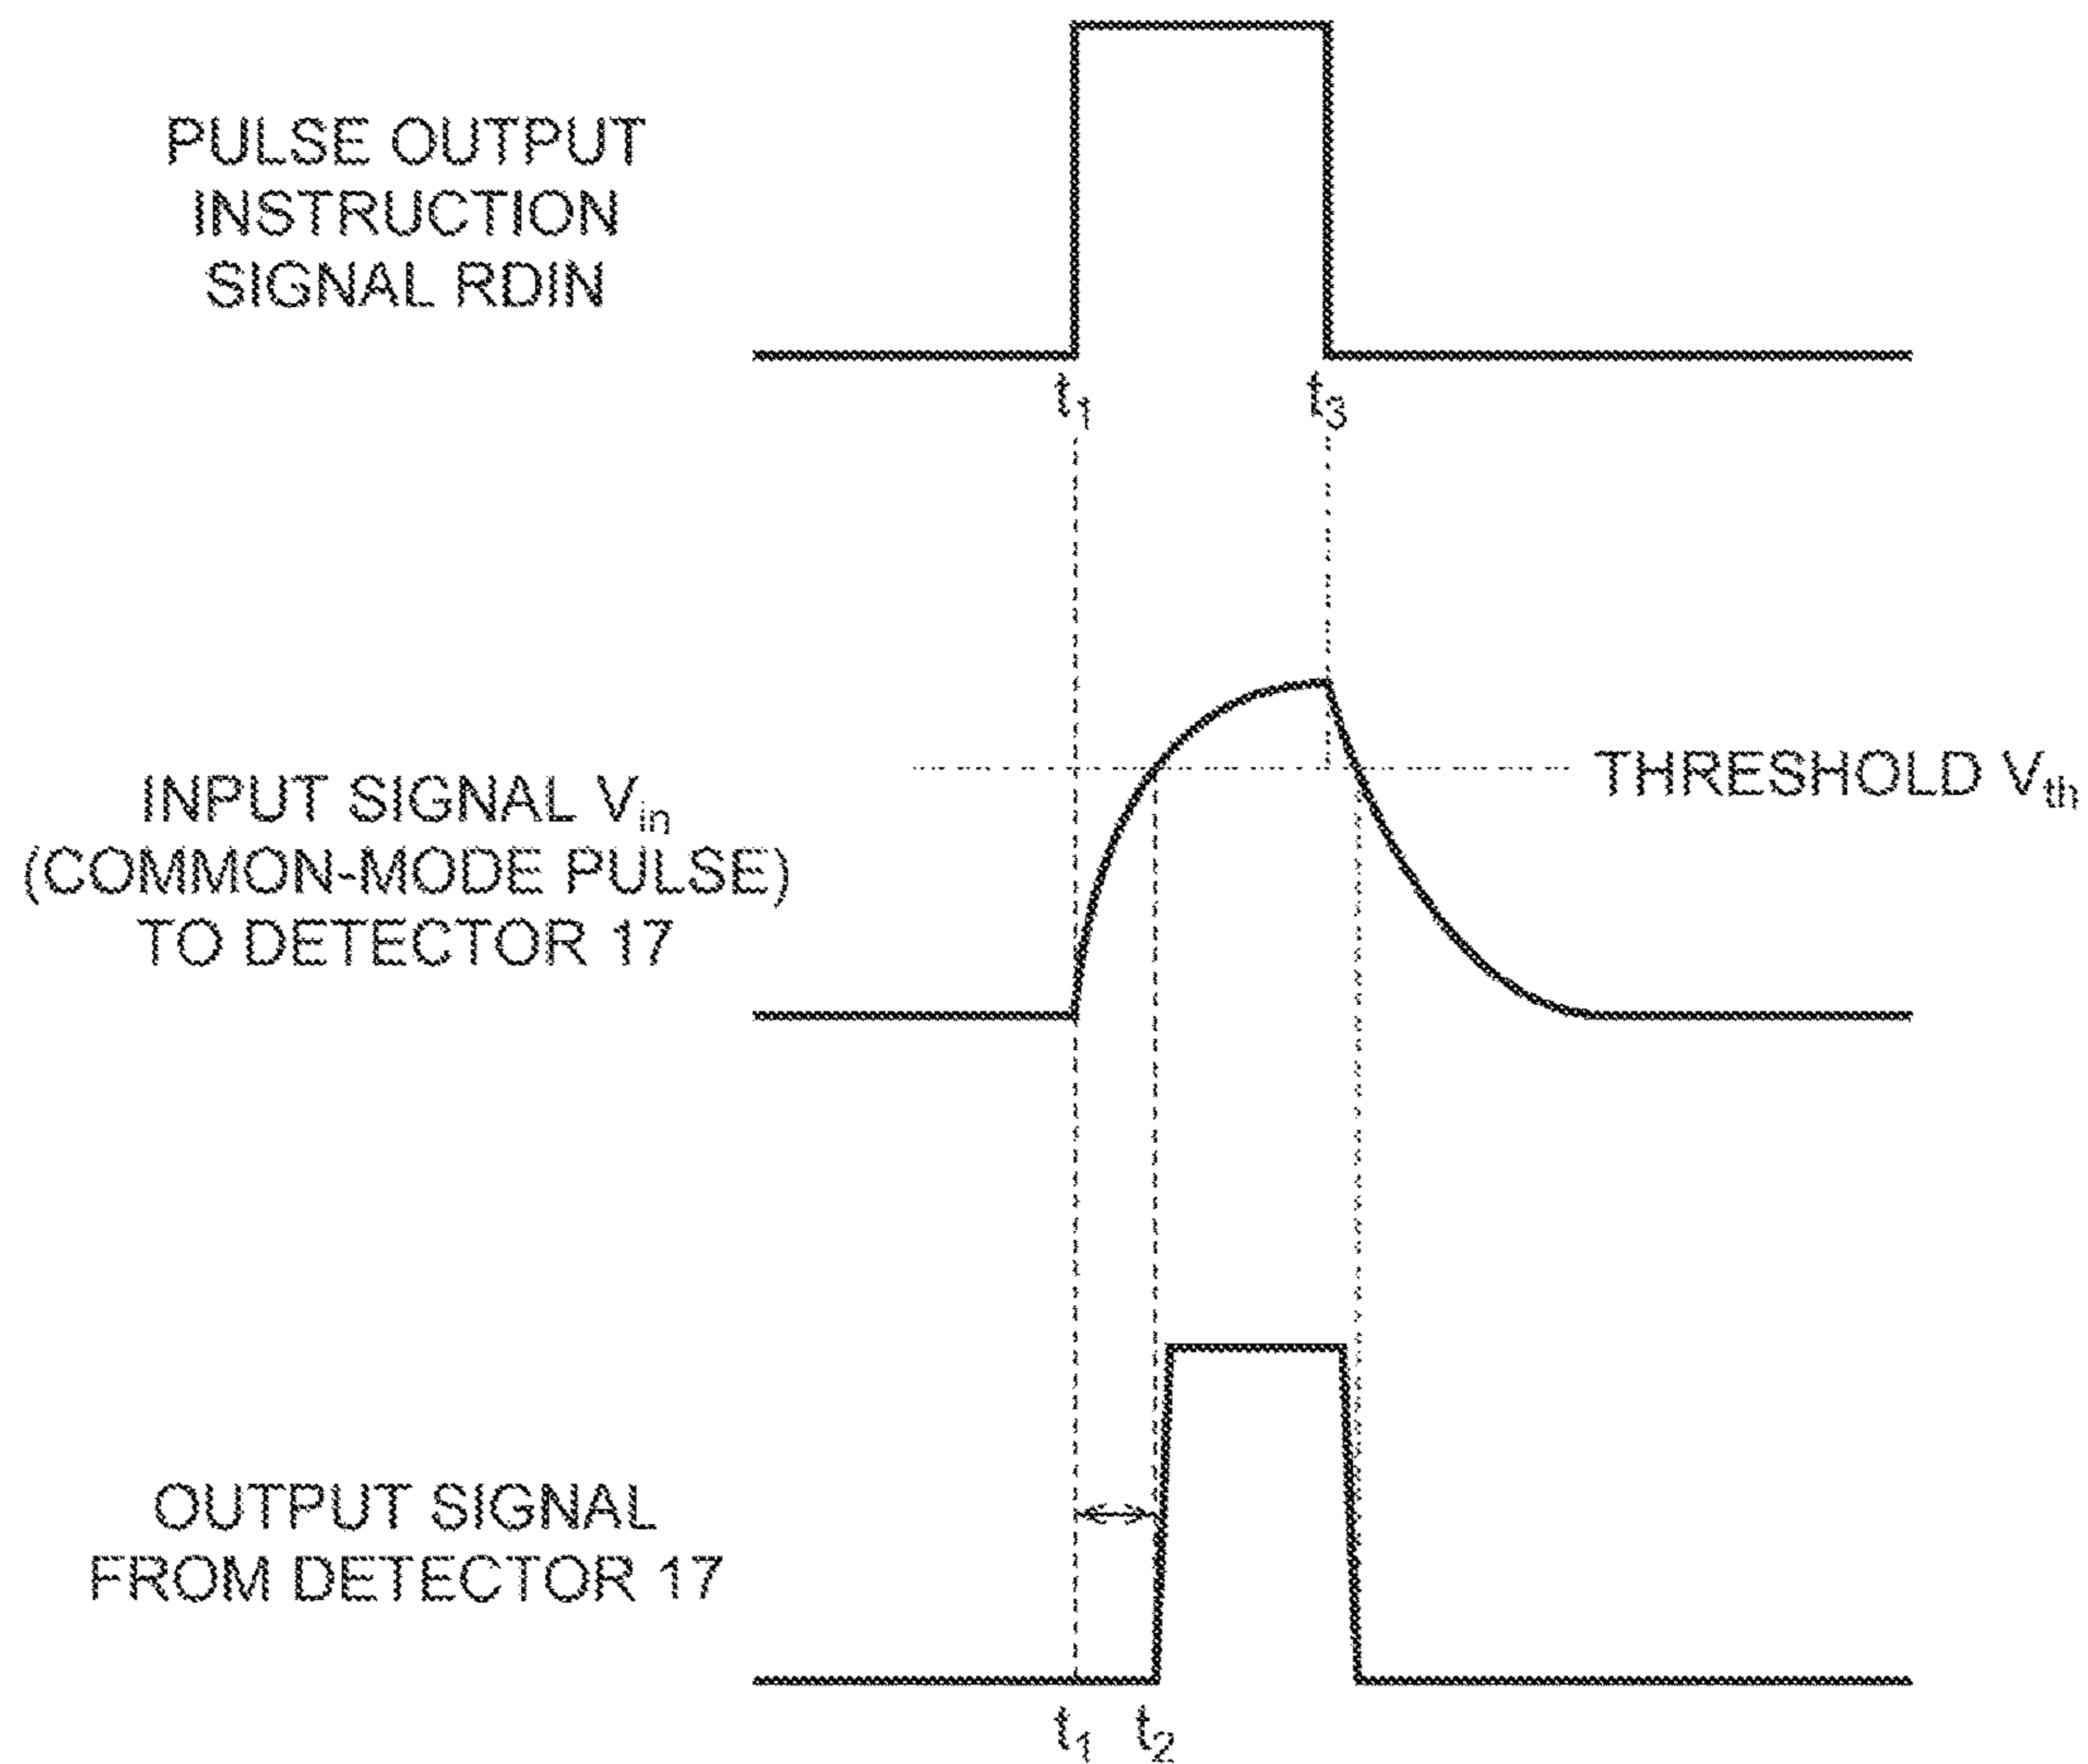 PULSE OUTPUT
INSTRUCTION
SIGNAL RDIN
t₁
t₃
INPUT SIGNAL Vᵢₙ
(COMMON-MODE PULSE)
TO DETECTOR 17
THRESHOLD Vₜₕ
OUTPUT SIGNAL
FROM DETECTOR 17
t₁
t₂